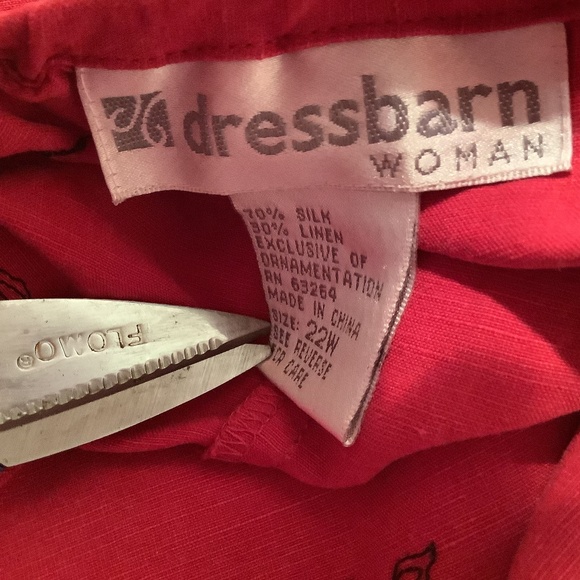 dressbarn
WOMAN
70% SILK
30% LINEN
EXCLUSIVE OF
ORNAMENTATION
RN 63264
MADE IN CHINA
SIZE: 22W
SEE REVERSE
CARE
FLOMO®